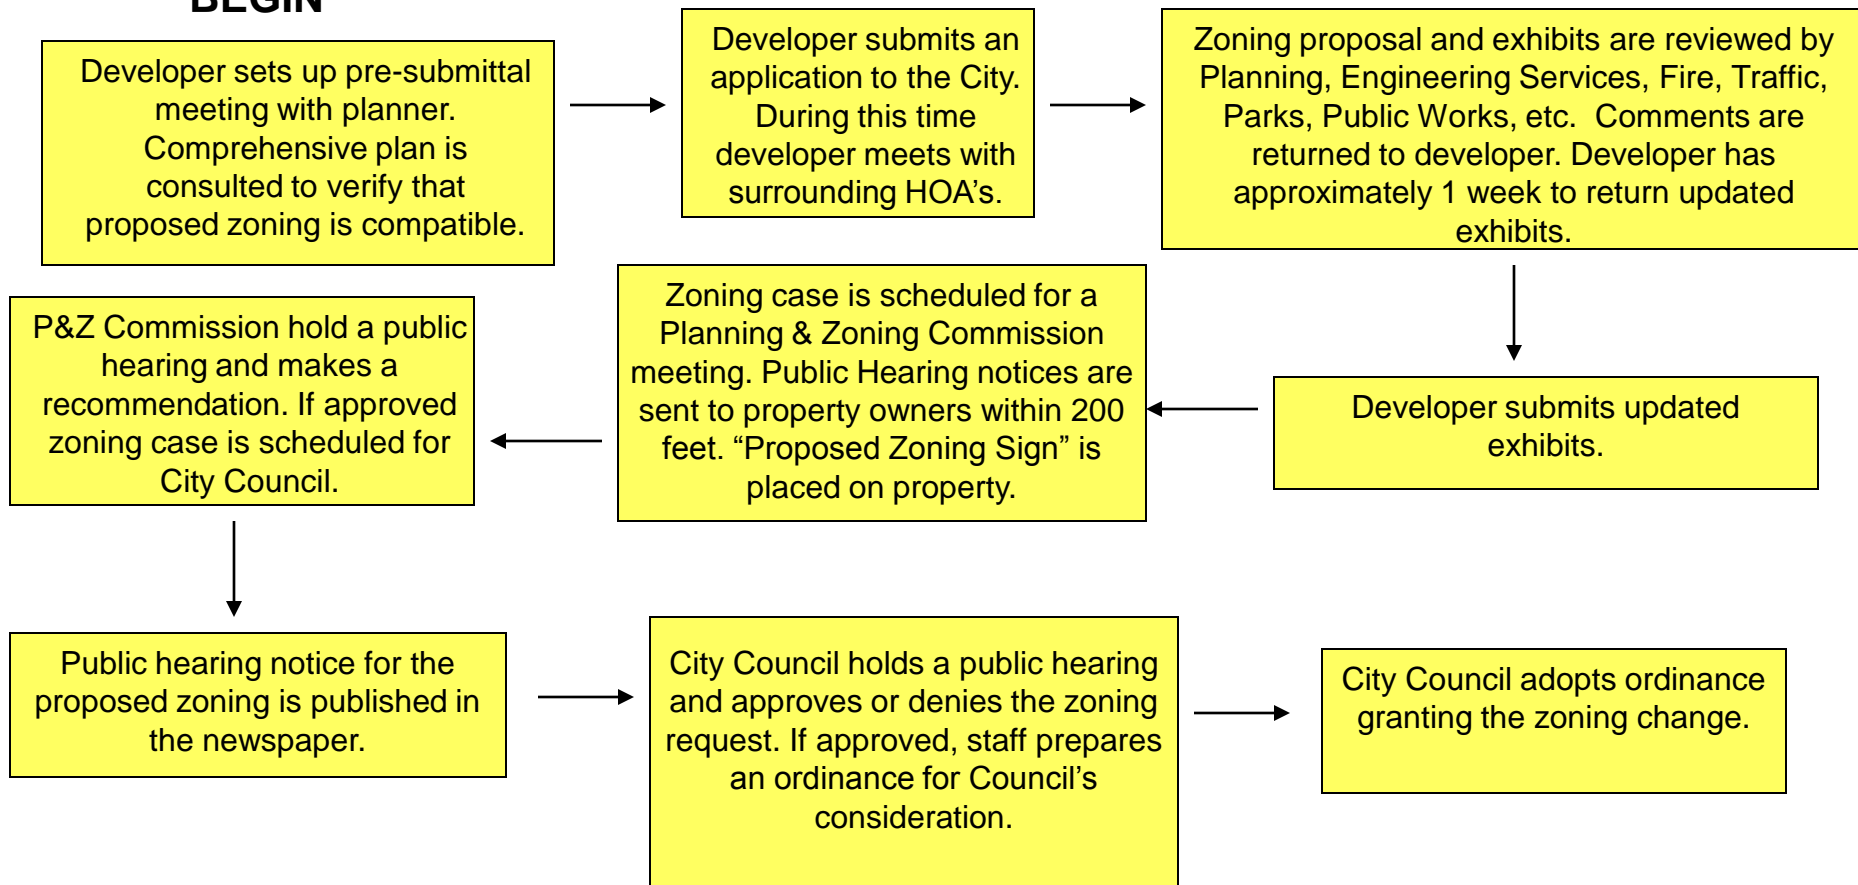 BEGIN
Developer sets up pre-submittal
meeting with planner.
Comprehensive plan is
consulted to verify that
proposed zoning is compatible.
Developer submits an
application to the City.
During this time
developer meets with
surrounding HOA’s.
Zoning proposal and exhibits are reviewed by
Planning, Engineering Services, Fire, Traffic,
Parks, Public Works, etc.  Comments are
returned to developer. Developer has
approximately 1 week to return updated
exhibits.
Developer submits updated
exhibits.
Zoning case is scheduled for a
Planning & Zoning Commission
meeting. Public Hearing notices are
sent to property owners within 200
feet. “Proposed Zoning Sign” is
placed on property.
P&Z Commission hold a public
hearing and makes a
recommendation. If approved
zoning case is scheduled for
City Council.
Public hearing notice for the
proposed zoning is published in
the newspaper.
City Council holds a public hearing
and approves or denies the zoning
request. If approved, staff prepares
an ordinance for Council’s
consideration.
City Council adopts ordinance
granting the zoning change.